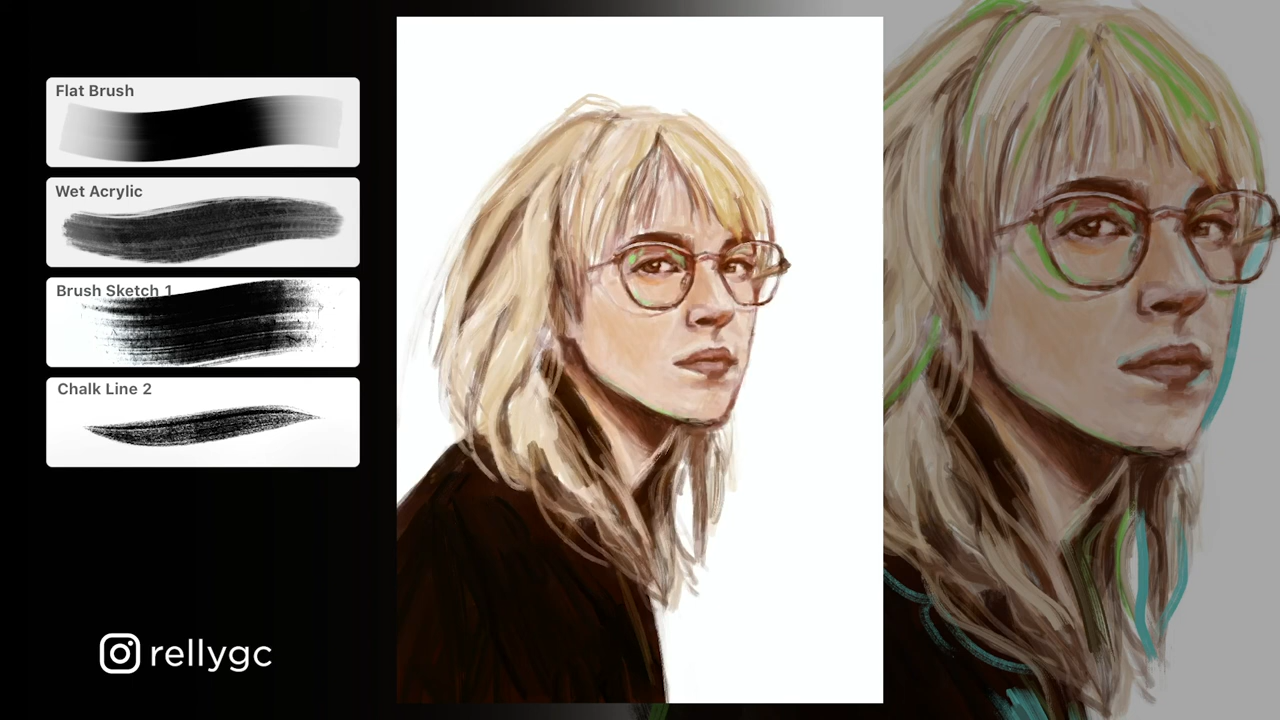 Flat Brush
Wet Acrylic
Brush Sketch 1
Chalk Line 2
rellygc